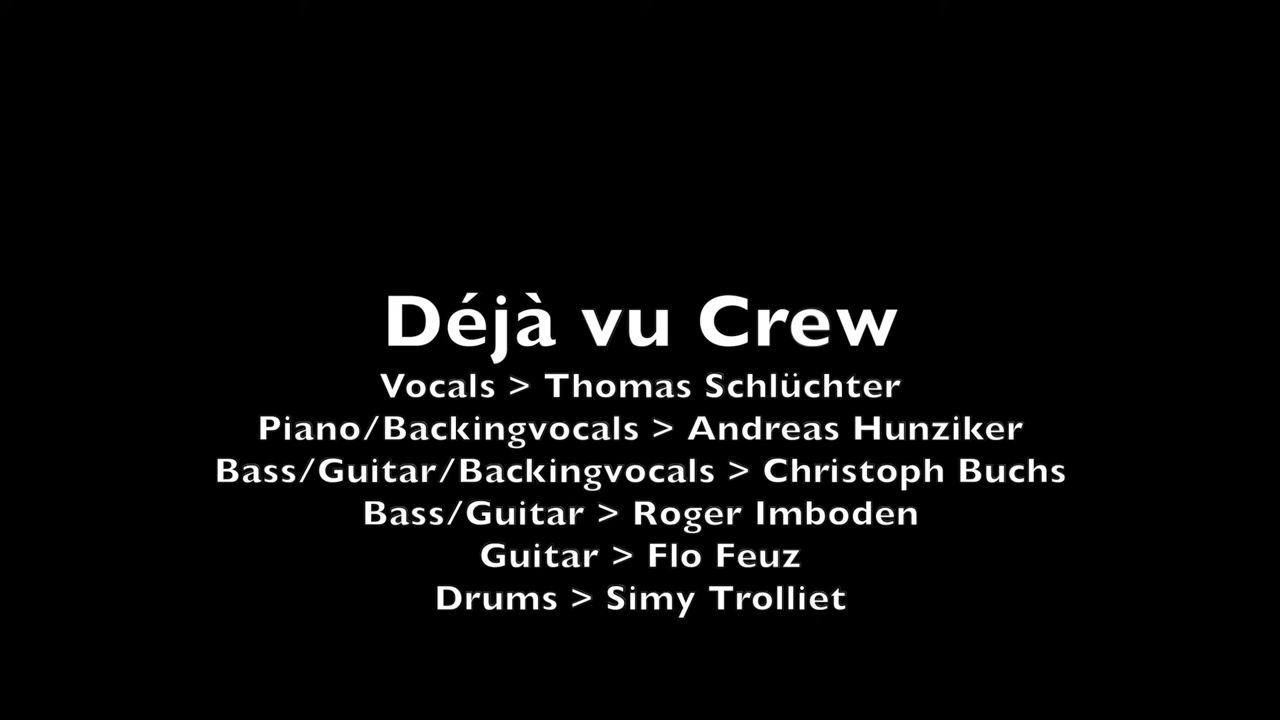 Déjà vu Crew
Vocals > Thomas Schlüchter
Piano/Backingvocals > Andreas Hunziker
Bass/Guitar/Backingvocals > Christoph Buchs
Bass/Guitar > Roger Imboden
Guitar > Flo Feuz
Drums > Simy Trolliet